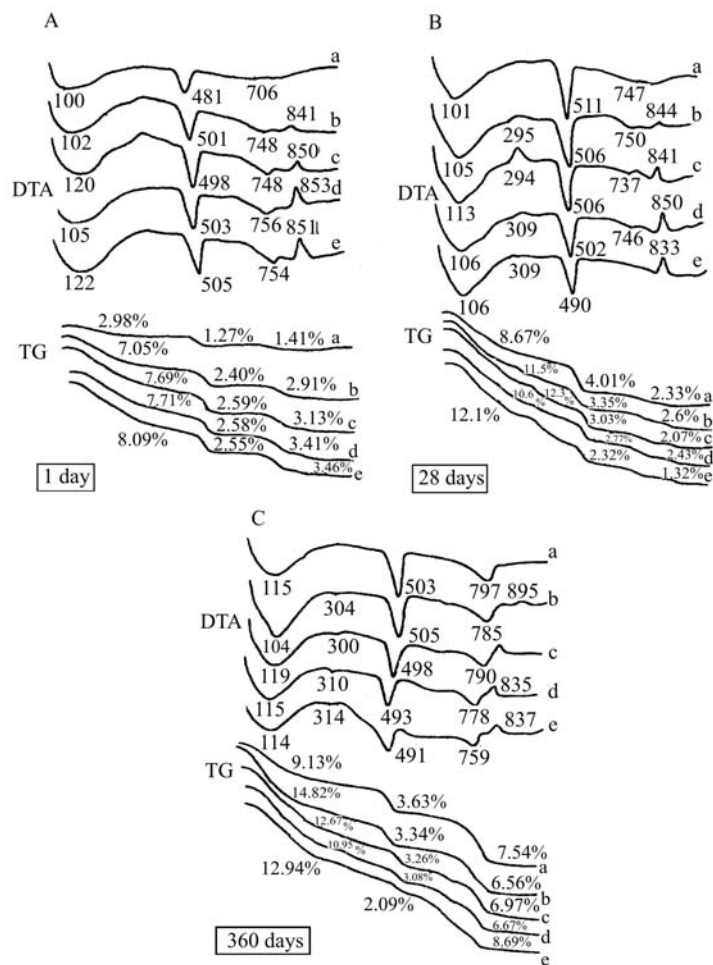 A
a
100
481
706
841
b
102
501
748
850
c
DTA
120
498
748
853
d
105
503
756
851
e
122
505
754
2.98%
1.27%
1.41%
a
TG
7.05%
2.40%
2.91%
b
7.69%
2.59%
3.13%
c
7.71%
2.58%
3.41%
d
8.09%
2.55%
3.46%
e
1 day
B
a
101
511
747
844
b
295
105
506
750
841
c
DTA
294
113
506
737
850
d
309
106
502
746
833
e
309
106
490
TG
8.67%
4.01%
2.33%
a
11.5%
3.35%
2.6%
b
10.6
%
12.3
%
3.03%
2.07%
c
2.77%
2.43%
d
12.1%
2.32%
1.32%
e
28 days
C
a
115
503
797
895
b
DTA
304
104
505
785
c
300
119
498
790
835
d
310
115
493
778
837
e
314
114
491
759
TG
9.13%
3.63%
7.54%
a
14.82%
3.34%
6.56%
b
12.67%
3.26%
6.97%
c
10.95%
3.08%
6.67%
d
12.94%
2.09%
8.69%
e
360 days